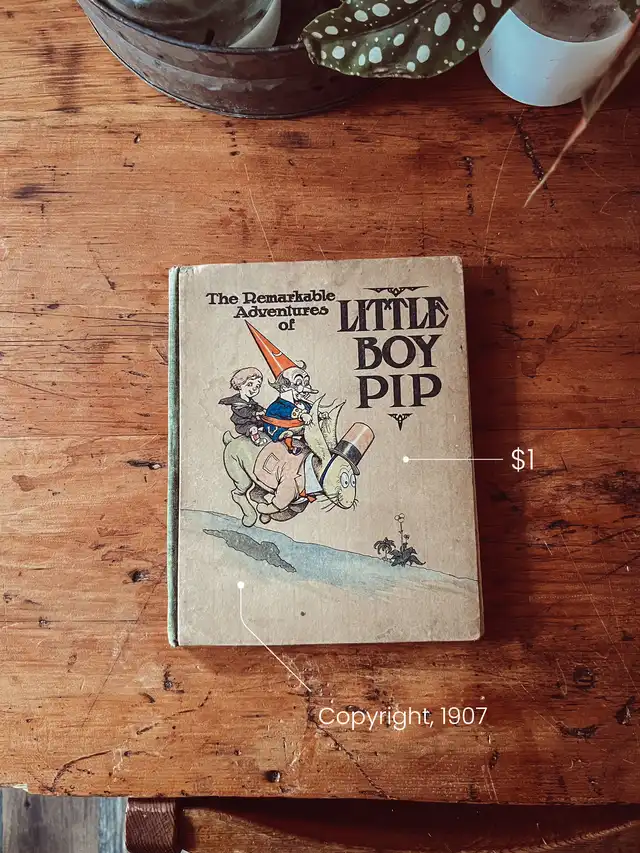 The Remarkable
Adventures
of
LITTLE
BOY
PIP
$1
Copyright, 1907